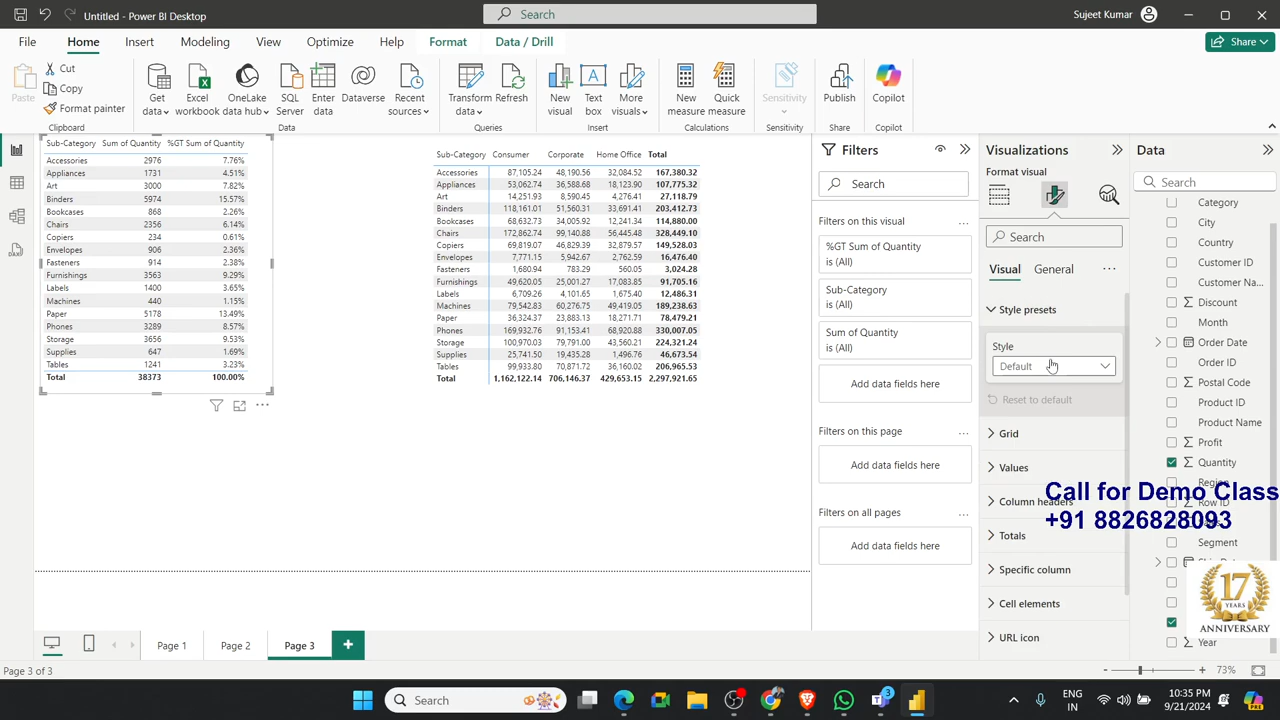 Untitled - Power BI Desktop
Search
Sujeet Kumar
File
Home
Insert
Modeling
View
Optimize
Help
Format
Data / Drill
Share
Paste
Cut
Copy
Format painter
Get data
Excel workbook
OneLake data hub
SQL Server
Enter data
Dataverse
Recent sources
Transform data
Refresh
New visual
Text box
More visuals
New measure
Quick measure
Sensitivity
Publish
Copilot
Clipboard
Data
Queries
Insert
Calculations
Sensitivity
Share
Copilot
Sub-Category Sum of Quantity %GT Sum of Quantity
Accessories 2976 7.76%
Appliances 1731 4.51%
Art 3000 7.82%
Binders 5974 15.57%
Bookcases 868 2.26%
Chairs 2356 6.14%
Copiers 234 0.61%
Envelopes 906 2.36%
Fasteners 914 2.38%
Furnishings 3563 9.29%
Labels 1400 3.65%
Machines 440 1.15%
Paper 5178 13.49%
Phones 3289 8.57%
Storage 3656 9.53%
Supplies 647 1.69%
Tables 1241 3.23%
Total 38373 100.00%
Sub-Category Consumer Corporate Home Office Total
Accessories 87,105.24 48,190.56 32,084.52 167,380.32
Appliances 53,062.74 36,588.68 18,123.90 107,775.32
Art 14,251.93 8,590.45 4,276.41 27,118.79
Binders 118,161.01 51,560.31 33,691.41 203,412.73
Bookcases 68,632.73 34,005.92 12,241.34 114,880.00
Chairs 172,862.74 99,140.88 56,445.48 328,449.10
Copiers 69,819.07 46,829.39 32,879.57 149,528.03
Envelopes 7,771.15 5,942.67 2,762.59 16,476.40
Fasteners 1,680.94 783.29 560.05 3,024.28
Furnishings 49,620.05 25,001.27 17,083.85 91,705.16
Labels 6,709.26 4,101.65 1,675.40 12,486.31
Machines 79,542.83 60,276.75 49,419.05 189,238.63
Paper 36,324.37 23,883.13 18,271.71 78,479.21
Phones 169,932.76 91,153.41 68,920.88 330,007.05
Storage 100,970.03 79,791.00 43,560.21 224,321.24
Supplies 25,741.50 19,435.28 1,496.76 46,673.54
Tables 99,933.80 70,871.72 36,160.02 206,965.53
Total 1,162,122.14 706,146.37 429,653.15 2,297,921.65
Filters
Search
Filters on this visual
%GT Sum of Quantity
is (All)
Sub-Category
is (All)
Sum of Quantity
is (All)
Add data fields here
Filters on this page
Add data fields here
Filters on all pages
Add data fields here
Visualizations
Format visual
Search
Visual
General
Style presets
Style
Default
Reset to default
Grid
Values
Column headers
Totals
Specific column
Cell elements
URL icon
Data
Search
Category
City
Country
Customer ID
Customer Na...
Discount
Month
Order Date
Order ID
Postal Code
Product ID
Product Name
Profit
Quantity
Region
Row ID
Segment
Year
Call for Demo Class
+91 8826828093
17
YEARS
ANNIVERSARY
Page 1
Page 2
Page 3
Page 3 of 3
73%
Search
3
ENG
IN
10:35 PM
9/21/2024